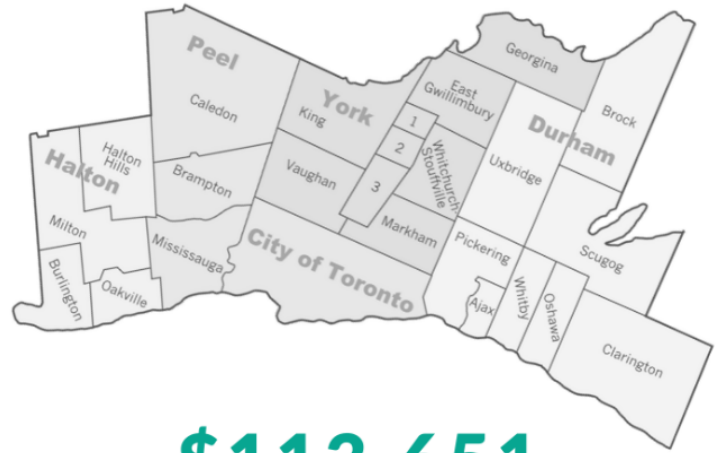 Georgina
Peel
East
Gwillimbury
York
Caledon
King
Brock
1
Durham
2
Whitchurch
Stouffville
Halton
Hills
Halton
Uxbridge
Vaughan
3
Brampton
Milton
Markham
Pickering
City of Toronto
Mississauga
Scugog
Burlington
Oakville
Ajax
Whitby
Oshawa
Clarington